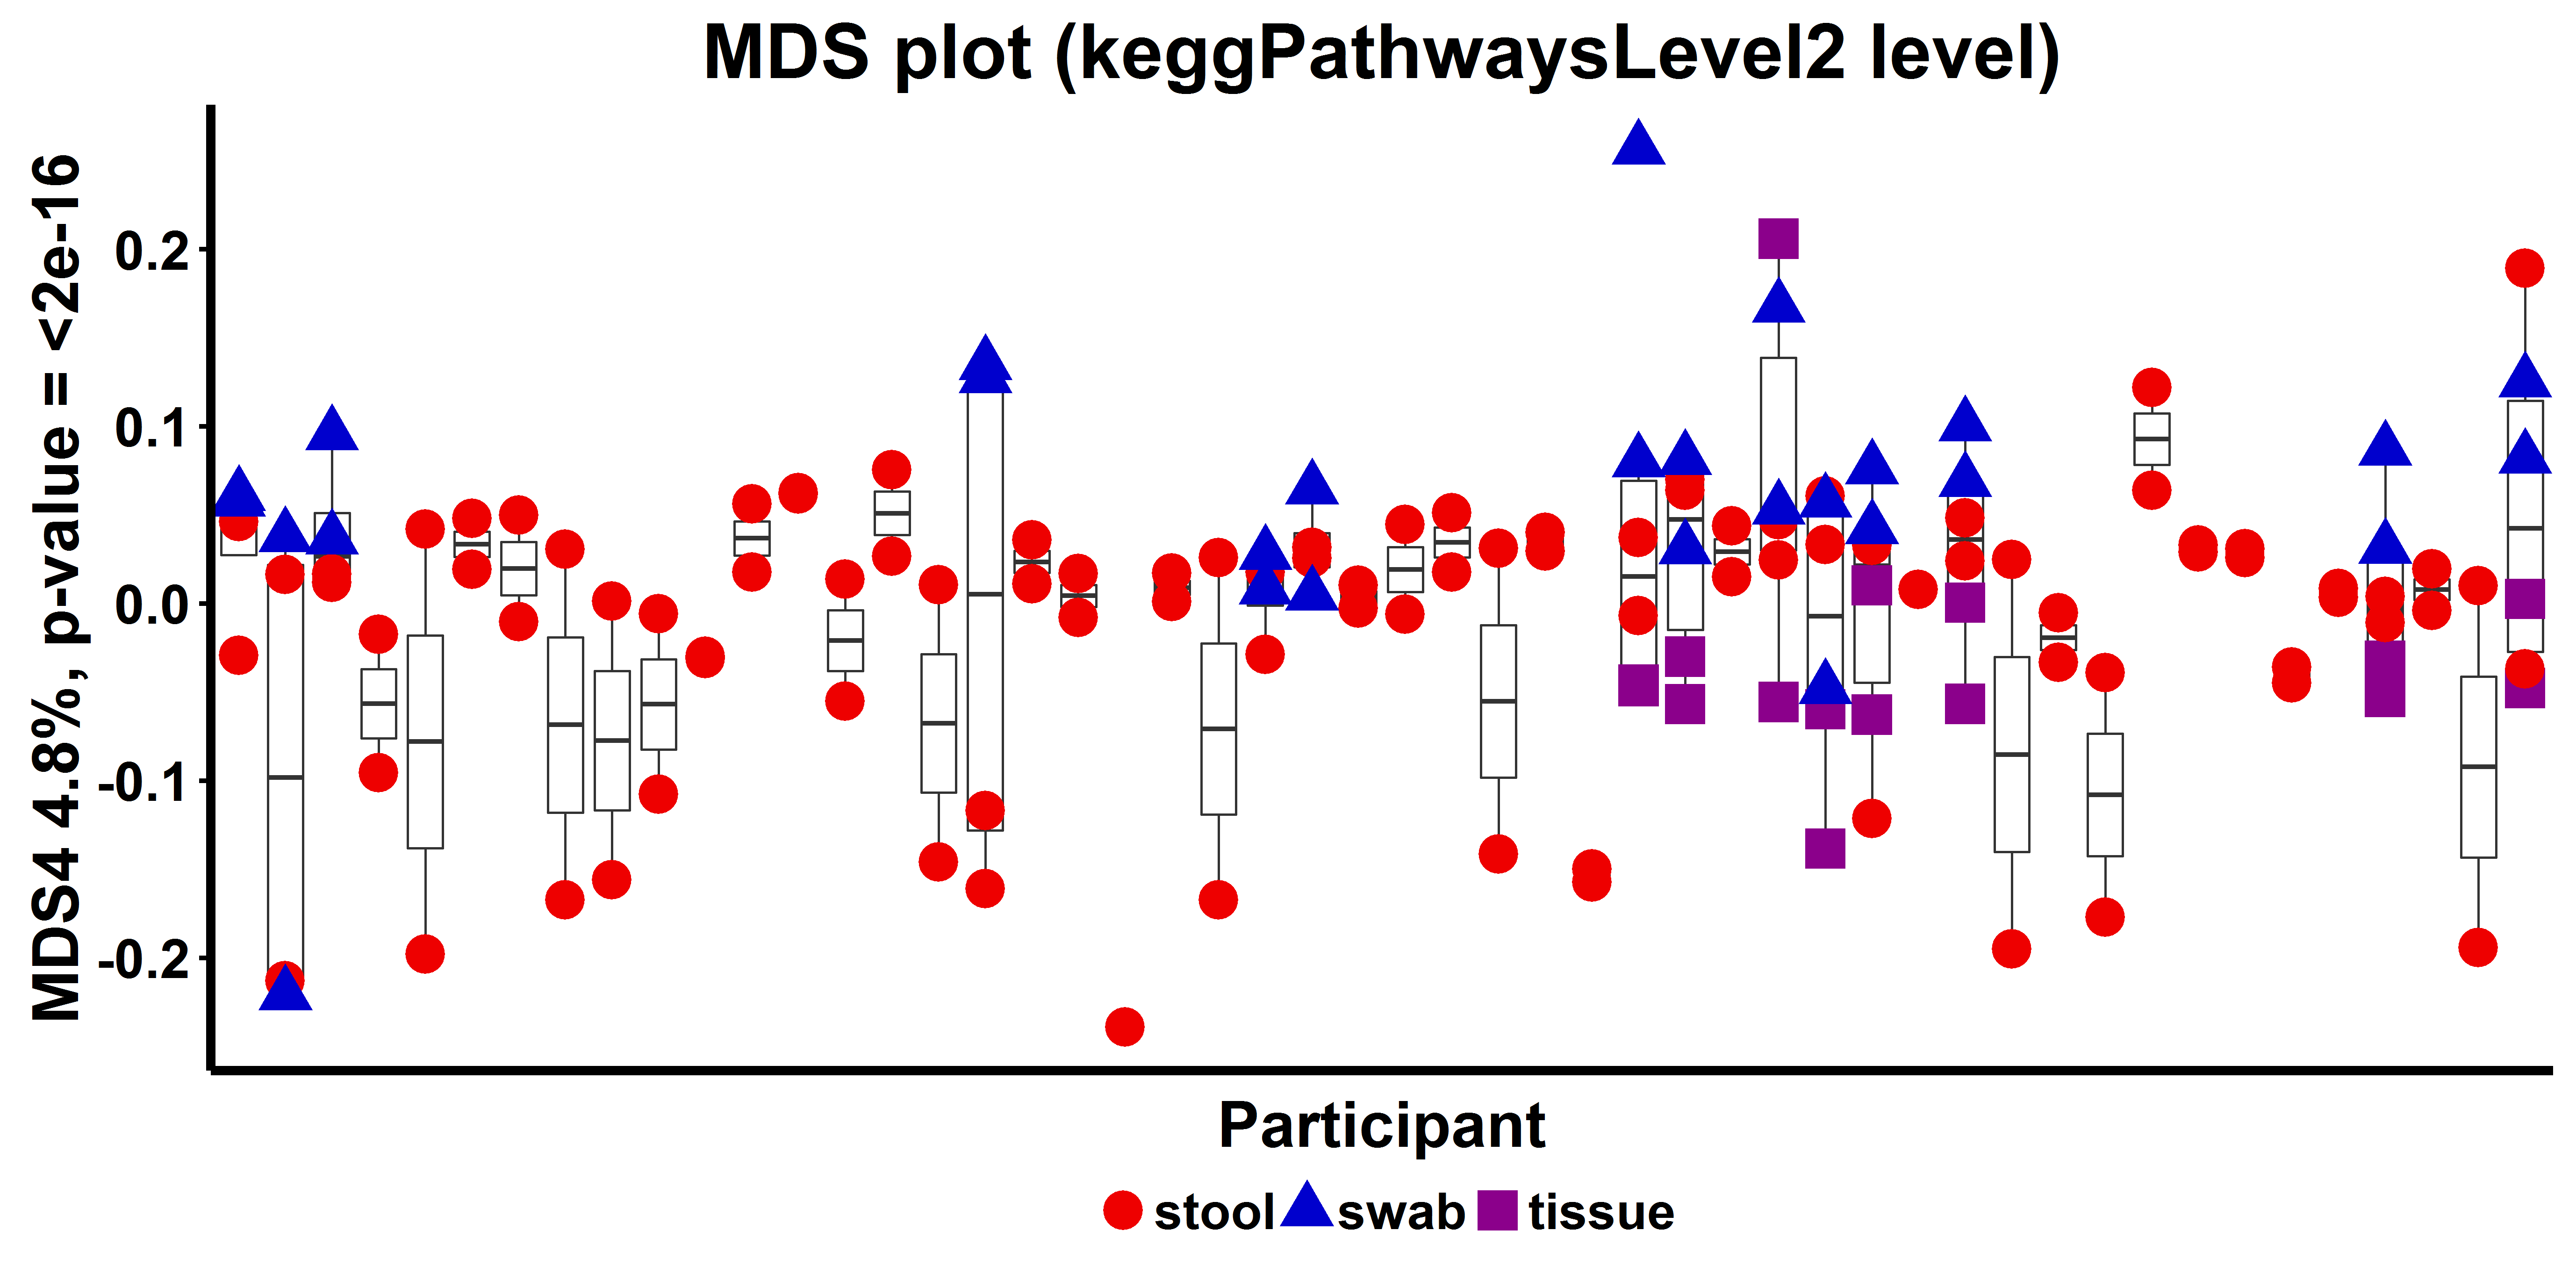 MDS plot (keggPathwaysLevel2 level)
MDS4 4.8%, p-value = <2e-16
0.2
0.1
0.0
-0.1
-0.2
Participant
stool swab tissue